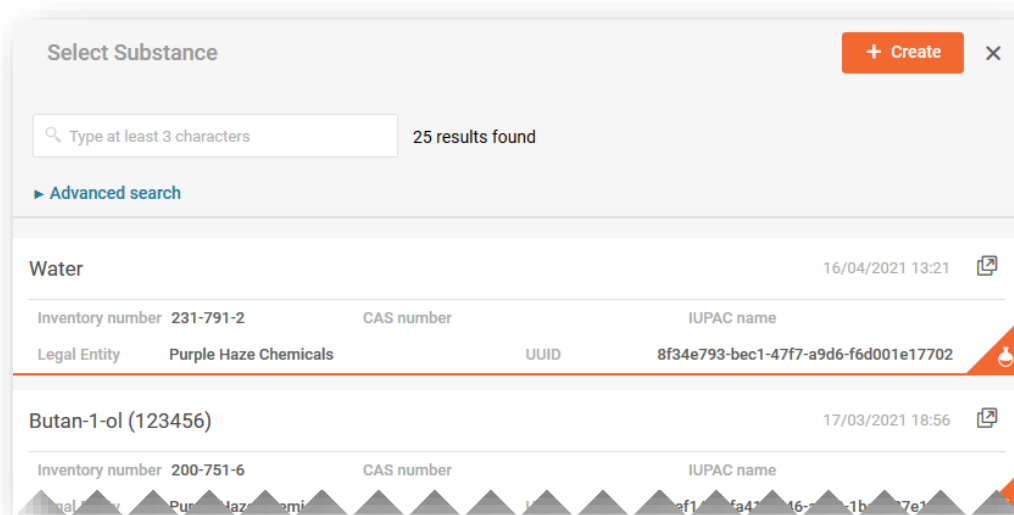 Select Substance
+ Create
Type at least 3 characters
25 results found
► Advanced search
Water
16/04/2021 13:21
Inventory number 231-791-2 CAS number IUPAC name
Legal Entity Purple Haze Chemicals UUID 8f34e793-bec1-47f7-a9d6-f6d001e17702
Butan-1-ol (123456)
17/03/2021 18:56
Inventory number 200-751-6 CAS number IUPAC name